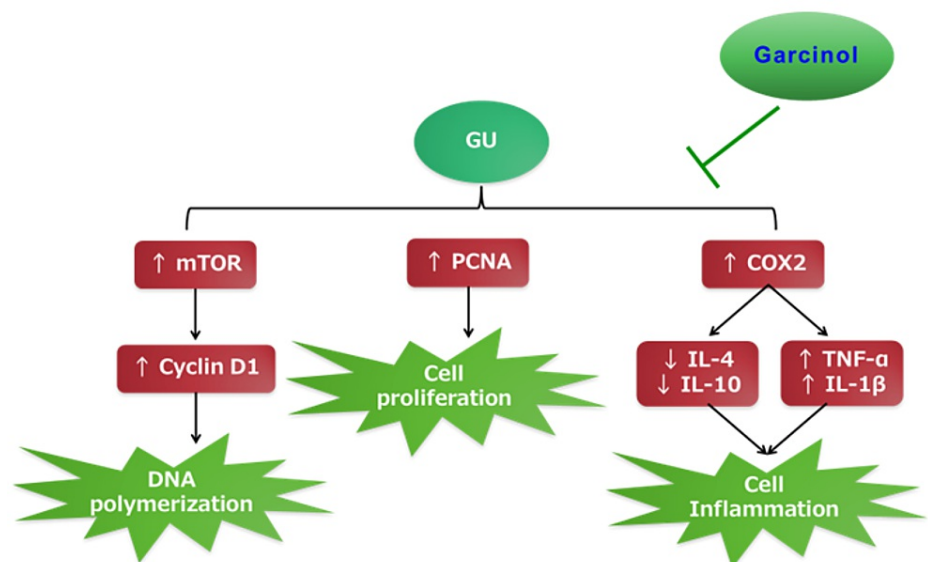 Garcinol
GU
↑ mTOR
↑ PCNA
↑ COX2
↑ Cyclin D1
Cell
proliferation
↓ IL-4
↓ IL-10
↑ TNF-α
↑ IL-1β
DNA
polymerization
Cell
Inflammation